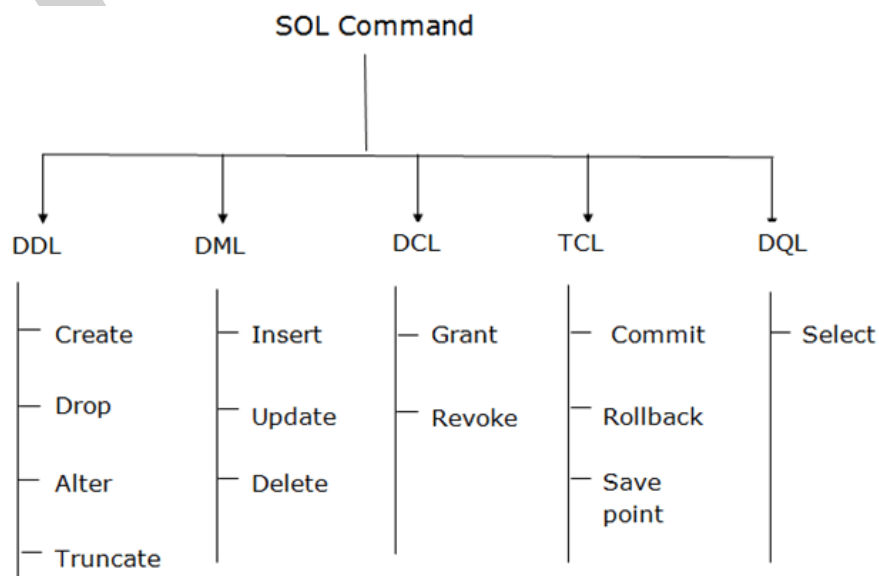 SOL Command
DDL
DML
DCL
TCL
DQL
Create
Drop
Alter
Truncate
Insert
Update
Delete
Grant
Revoke
Commit
Rollback
Save
point
Select